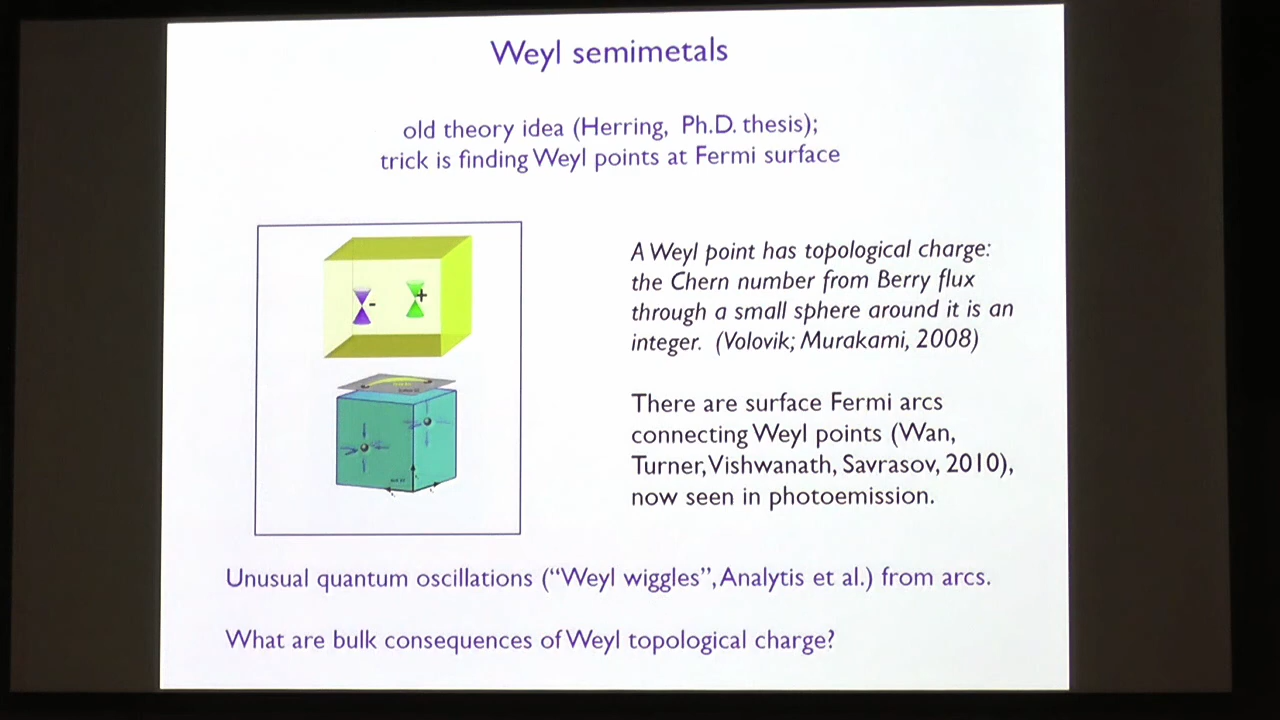 Weyl semimetals
old theory idea (Herring, Ph.D. thesis);
trick is finding Weyl points at Fermi surface
-
+
A Weyl point has topological charge:
the Chern number from Berry flux
through a small sphere around it is an
integer. (Volovik; Murakami, 2008)
There are surface Fermi arcs
connecting Weyl points (Wan,
Turner, Vishwanath, Savrasov, 2010),
now seen in photoemission.
Unusual quantum oscillations (“Weyl wiggles”, Analytis et al.) from arcs.
What are bulk consequences of Weyl topological charge?